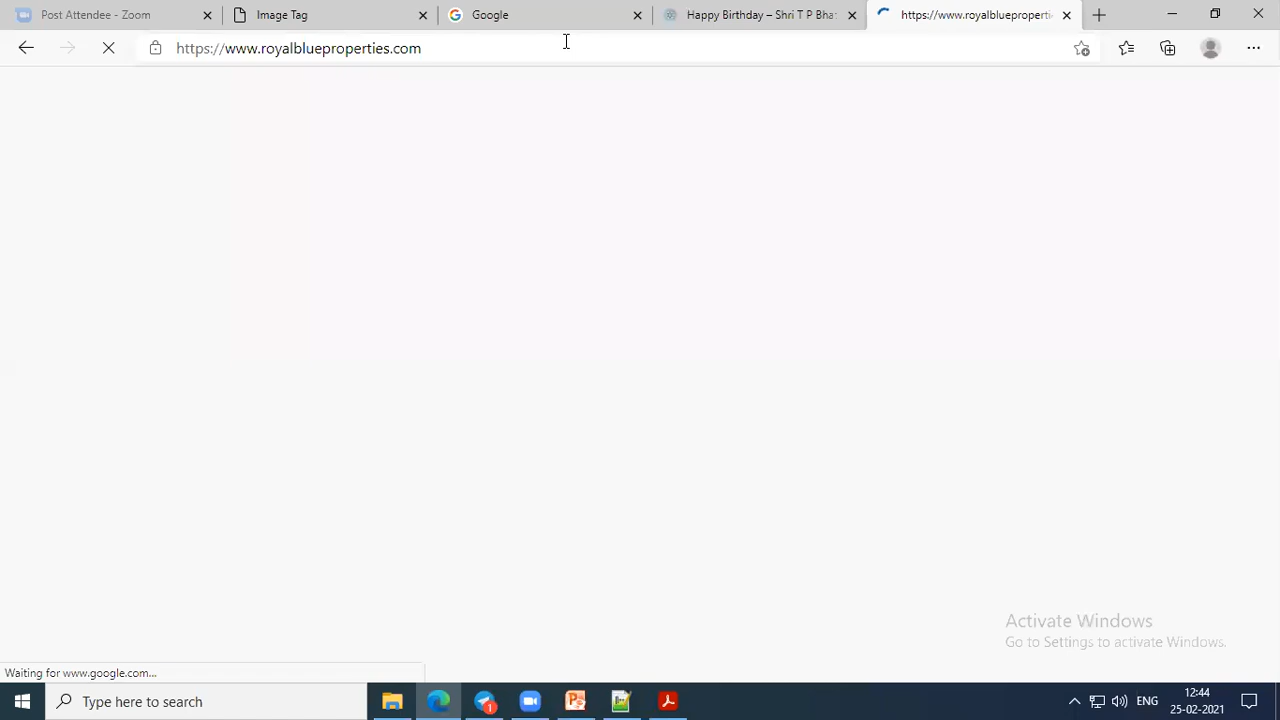 Post Attendee - Zoom
Image Tag
Google
Happy Birthday – Shri T P Bha
https://www.royalblueproperti
https://www.royalblueproperties.com
Activate Windows
Go to Settings to activate Windows.
Waiting for www.google.com...
Type here to search
1
ENG
12:44
25-02-2021